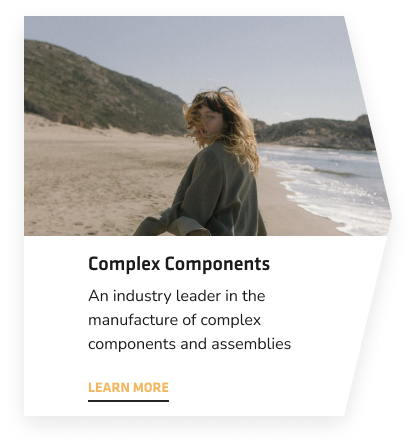 Complex Components
An industry leader in the
manufacture of complex
components and assemblies
LEARN MORE